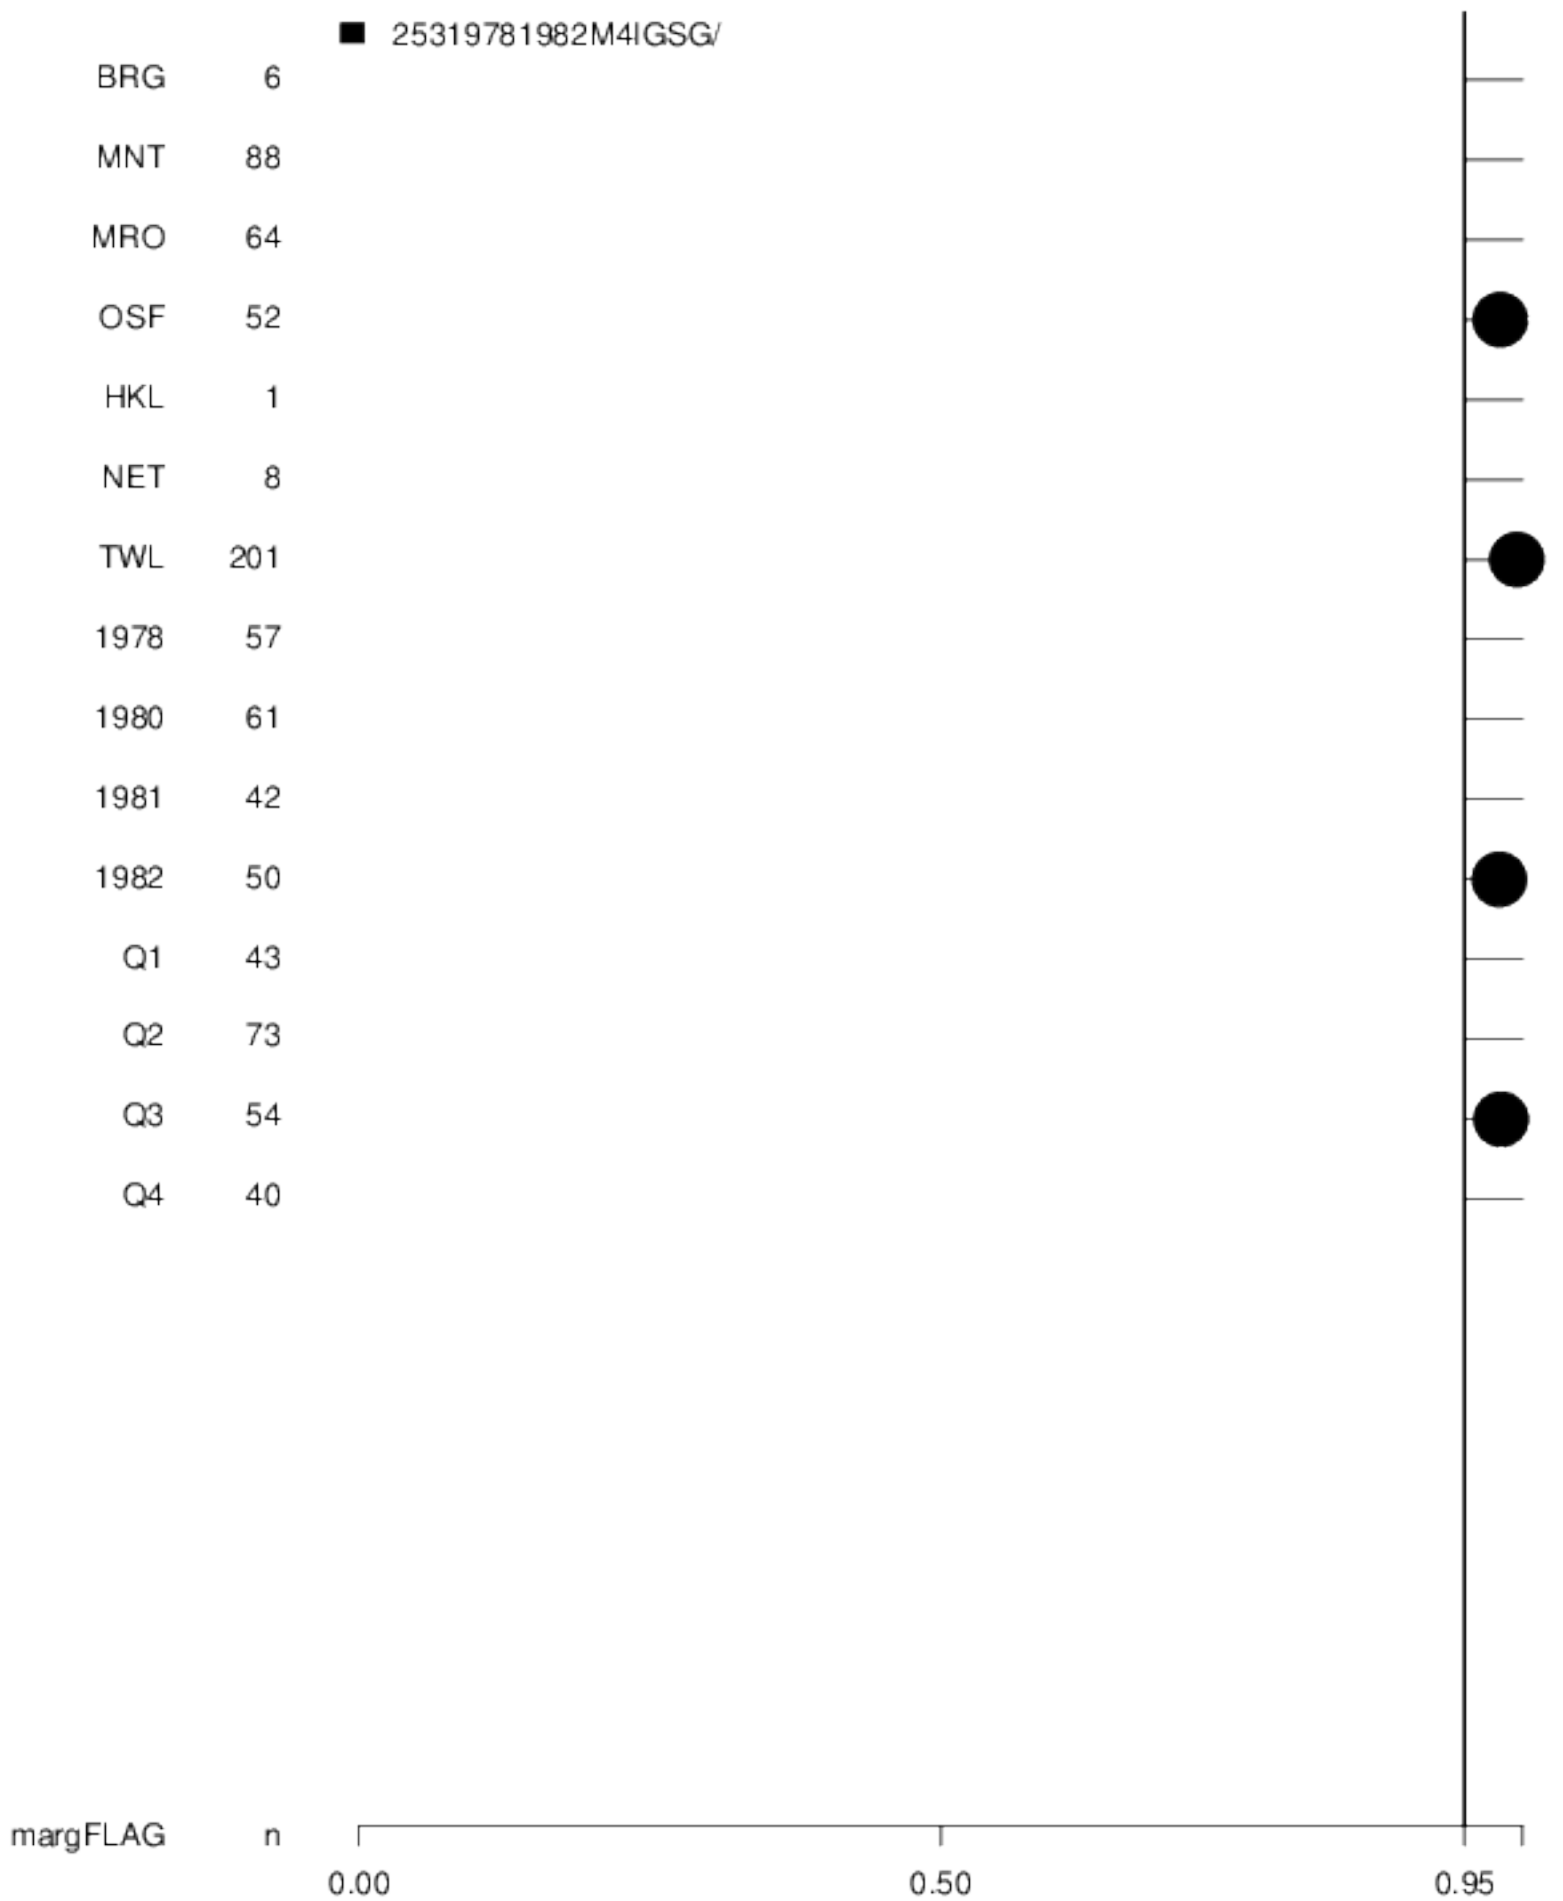 25319781982M4IGSG/
BRG 6
MNT 88
MRO 64
OSF 52
HKL 1
NET 8
TWL 201
1978 57
1980 61
1981 42
1982 50
Q1 43
Q2 73
Q3 54
Q4 40
margFLAG n
0.00 0.50 0.95